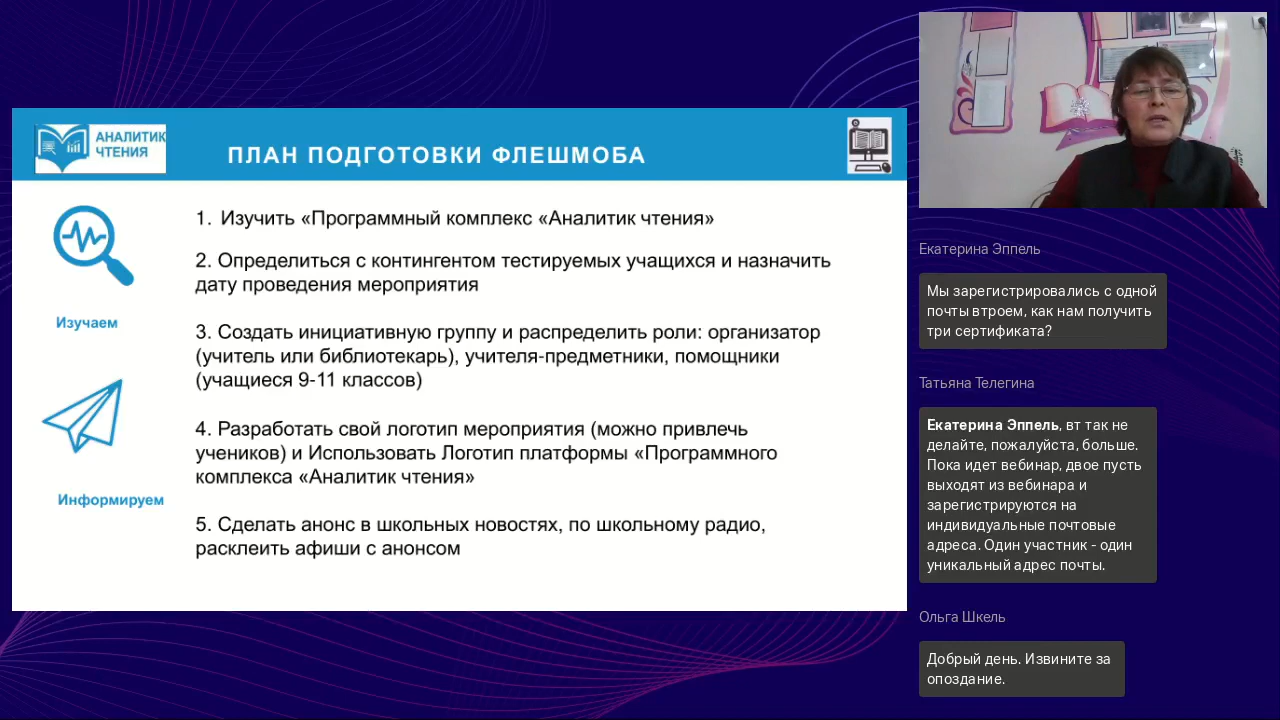 АНАЛИТИК
ЧТЕНИЯ
ПЛАН ПОДГОТОВКИ ФЛЕШМОБА
Изучаем
Информируем
1. Изучить «Программный комплекс «Аналитик чтения»
2. Определиться с контингентом тестируемых учащихся и назначить
дату проведения мероприятия
3. Создать инициативную группу и распределить роли: организатор
(учитель или библиотекарь), учителя-предметники, помощники
(учащиеся 9-11 классов)
4. Разработать свой логотип мероприятия (можно привлечь
учеников) и Использовать Логотип платформы «Программного
комплекса «Аналитик чтения»
5. Сделать анонс в школьных новостях, по школьному радио,
расклеить афиши с анонсом
Екатерина Эппель
Мы зарегистрировались с одной
почты втроем, как нам получить
три сертификата?
Татьяна Телегина
Екатерина Эппель, вт так не
делайте, пожалуйста, больше.
Пока идет вебинар, двое пусть
выходят из вебинара и
зарегистрируются на
индивидуальные почтовые
адреса. Один участник - один
уникальный адрес почты.
Ольга Шкель
Добрый день. Извините за
опоздание.